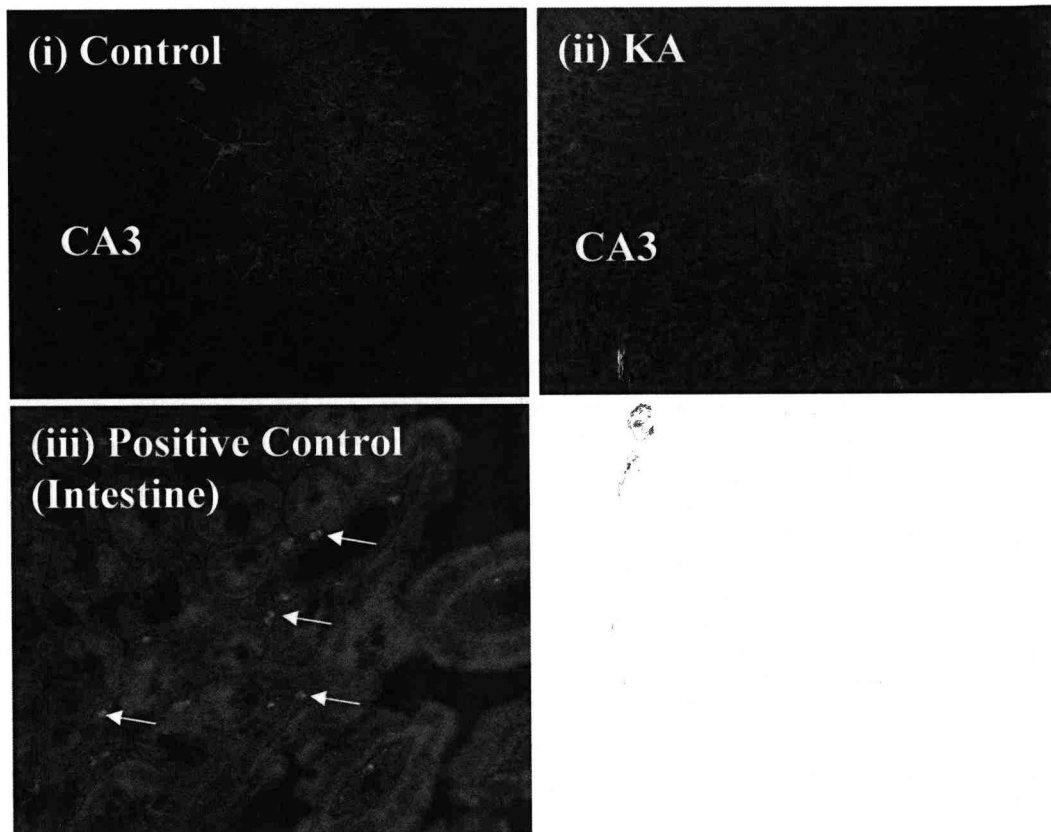 (i) Control
CA3
(ii) KA
CA3
(iii) Positive Control
(Intestine)